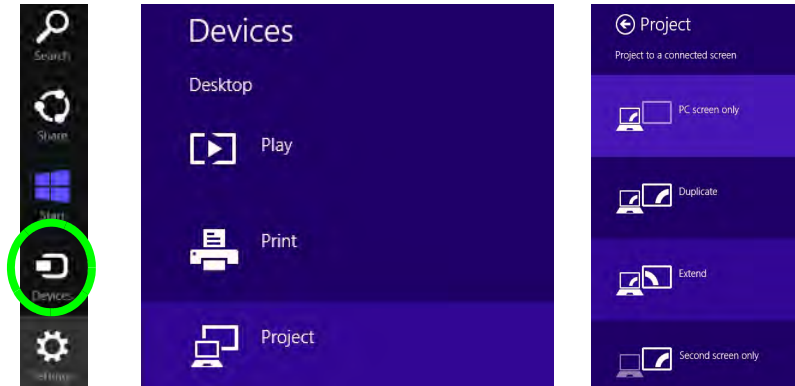 Search
Share
Start
Devices
Settings
Devices
Desktop
Play
Print
Project
Project
Project to a connected screen
PC screen only
Duplicate
Extend
Second screen only